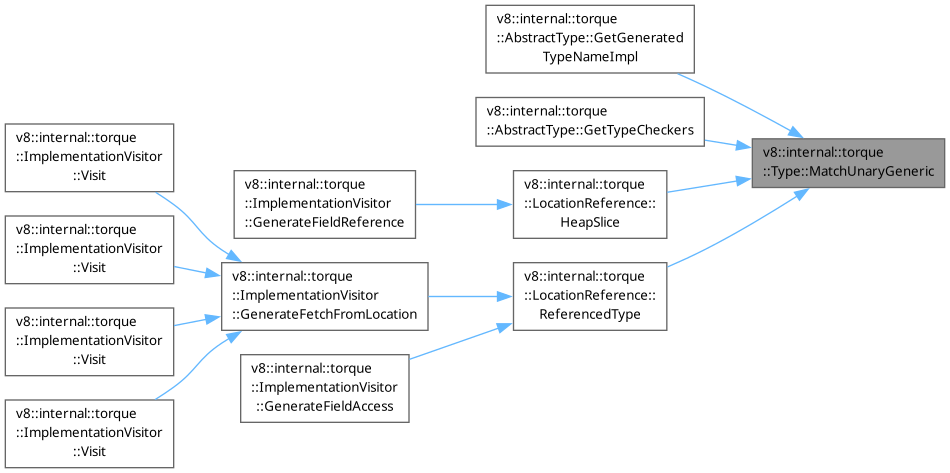 v8::internal::torque
::AbstractType::GetGenerated
TypeNameImpl
v8::internal::torque
::AbstractType::GetTypeCheckers
v8::internal::torque
::ImplementationVisitor
::Visit
v8::internal::torque
::Type::MatchUnaryGeneric
v8::internal::torque
::ImplementationVisitor
::GenerateFieldReference
v8::internal::torque
::LocationReference::
HeapSlice
v8::internal::torque
::ImplementationVisitor
::Visit
v8::internal::torque
::ImplementationVisitor
::GenerateFetchFromLocation
v8::internal::torque
::LocationReference::
ReferencedType
v8::internal::torque
::ImplementationVisitor
::Visit
v8::internal::torque
::ImplementationVisitor
::GenerateFieldAccess
v8::internal::torque
::ImplementationVisitor
::Visit